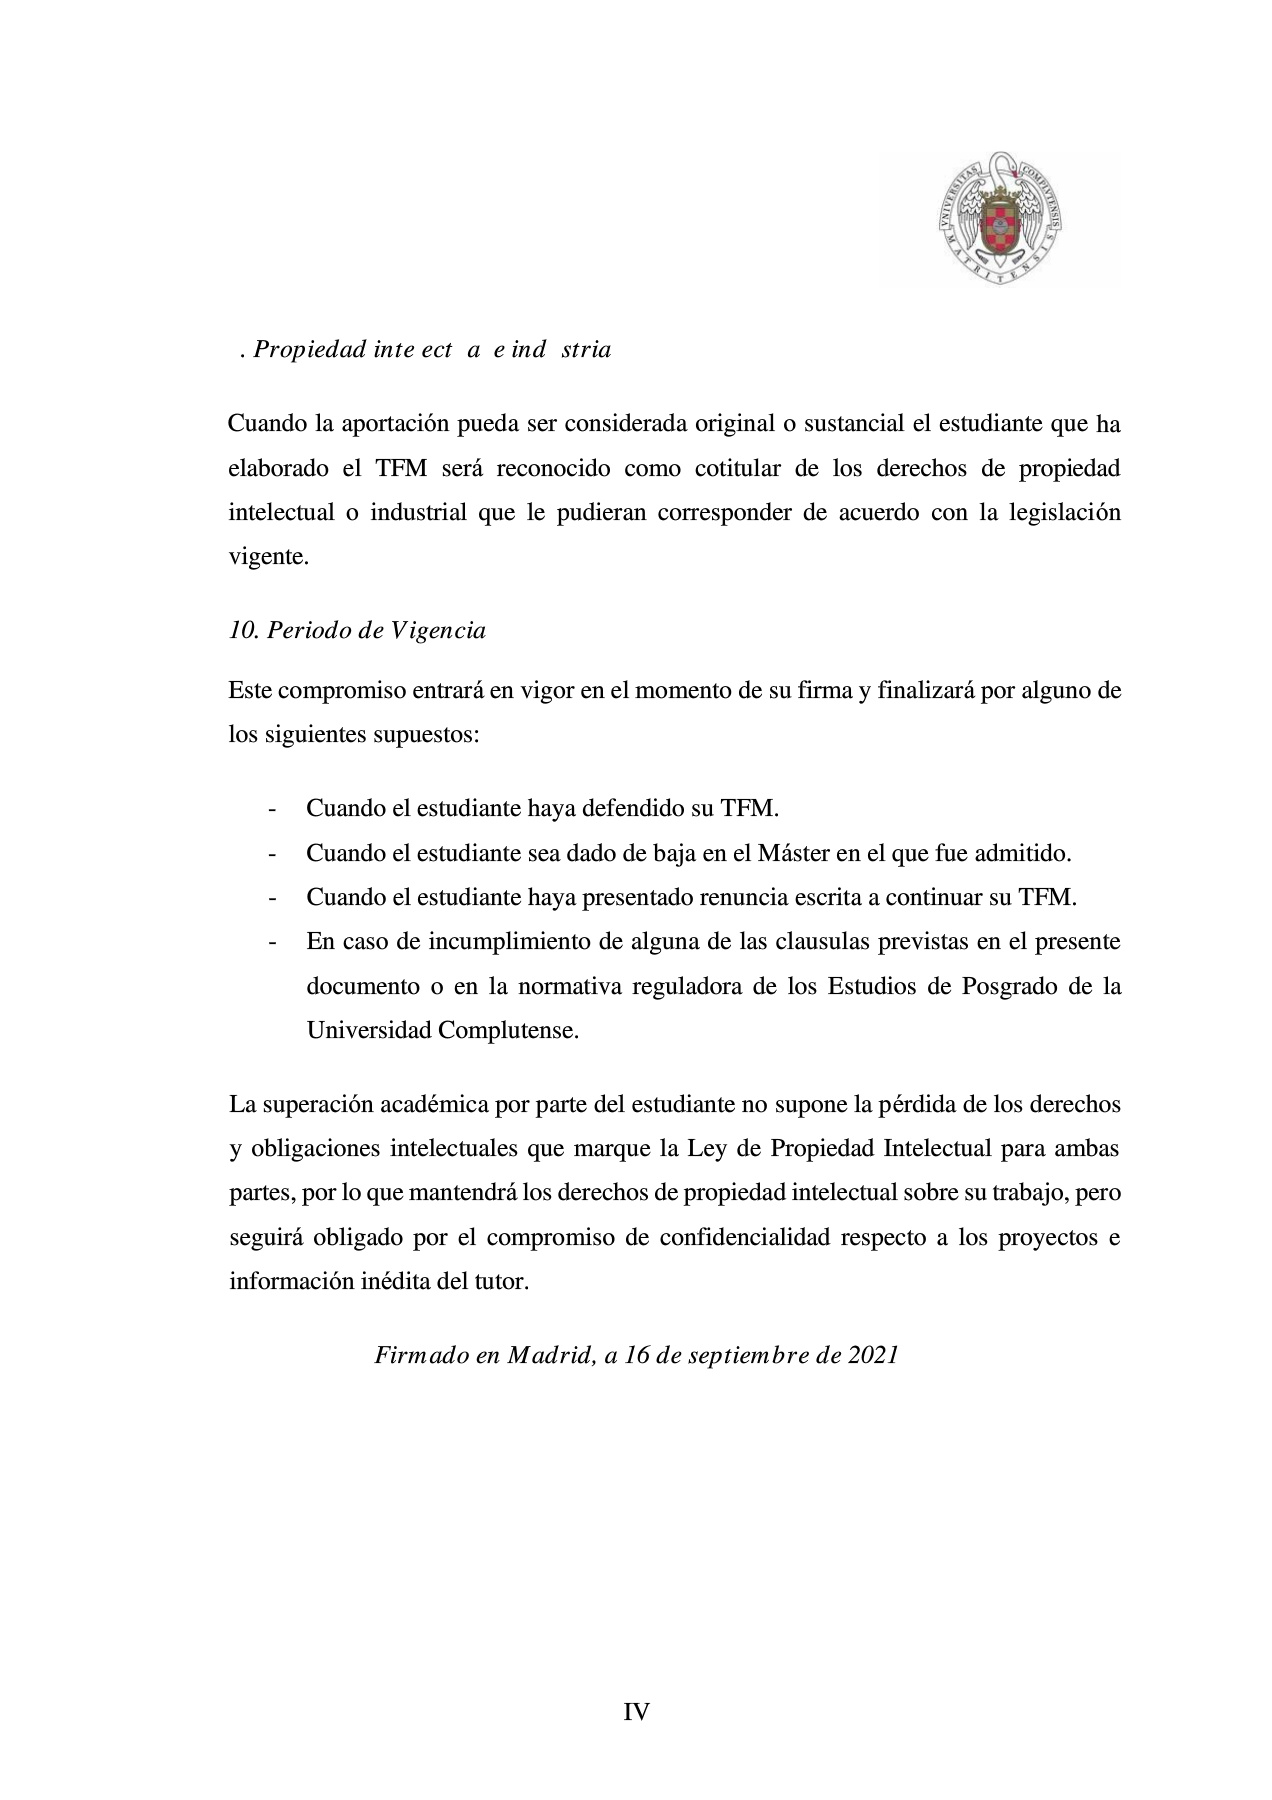 VNIVERSITAS COMPLVTENSIS
MATRITENSIS
. Propiedad inte ect a e ind stria
Cuando la aportación pueda ser considerada original o sustancial el estudiante que ha
elaborado el TFM será reconocido como cotitular de los derechos de propiedad
intelectual o industrial que le pudieran corresponder de acuerdo con la legislación
vigente.
10. Periodo de Vigencia
Este compromiso entrará en vigor en el momento de su firma y finalizará por alguno de
los siguientes supuestos:
- Cuando el estudiante haya defendido su TFM.
- Cuando el estudiante sea dado de baja en el Máster en el que fue admitido.
- Cuando el estudiante haya presentado renuncia escrita a continuar su TFM.
- En caso de incumplimiento de alguna de las clausulas previstas en el presente
documento o en la normativa reguladora de los Estudios de Posgrado de la
Universidad Complutense.
La superación académica por parte del estudiante no supone la pérdida de los derechos
y obligaciones intelectuales que marque la Ley de Propiedad Intelectual para ambas
partes, por lo que mantendrá los derechos de propiedad intelectual sobre su trabajo, pero
seguirá obligado por el compromiso de confidencialidad respecto a los proyectos e
información inédita del tutor.
Firmado en Madrid, a 16 de septiembre de 2021
IV